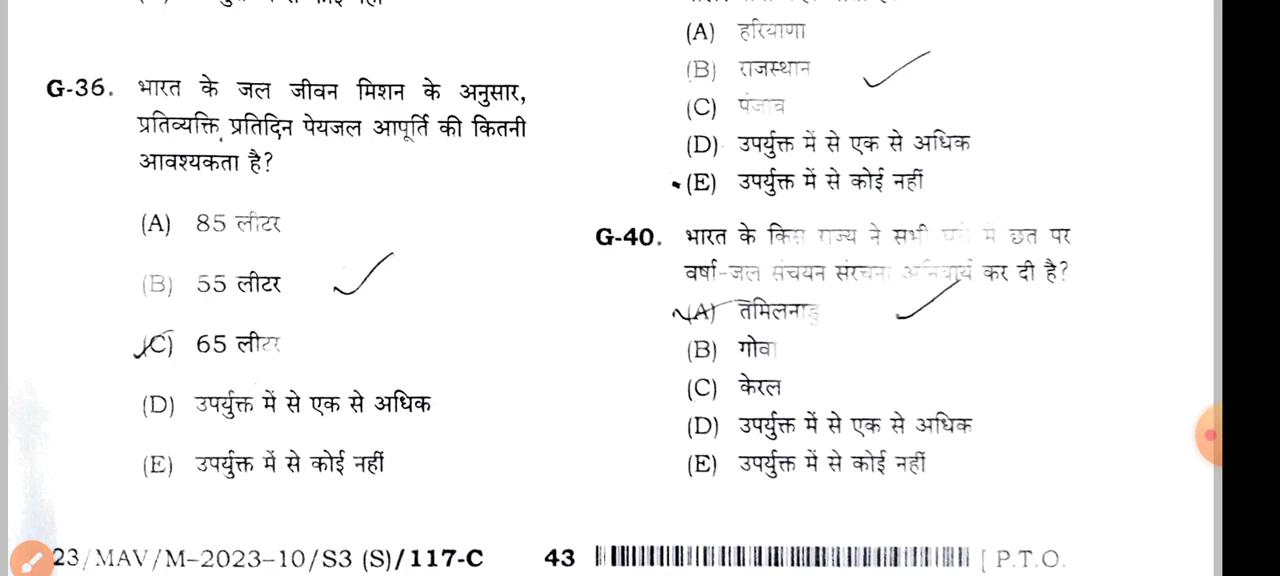 G-36. भारत के जल जीवन मिशन के अनुसार,
प्रतिव्यक्ति प्रतिदिन पेयजल आपूर्ति की कितनी
आवश्यकता है?
(A) 85 लीटर
(B) 55 लीटर
(C) 65 लीटर
(D) उपर्युक्त में से एक से अधिक
(E) उपर्युक्त में से कोई नहीं
(A) हरियाणा
(B) राजस्थान
(C) पंजाब
(D) उपर्युक्त में से एक से अधिक
(E) उपर्युक्त में से कोई नहीं
G-40. भारत के किस राज्य ने सभी घरों में छत पर
वर्षा-जल संचयन संरचना अनिवार्य कर दी है?
(A) तमिलनाडु
(B) गोवा
(C) केरल
(D) उपर्युक्त में से एक से अधिक
(E) उपर्युक्त में से कोई नहीं
23/MAV/M-2023-10/S3 (S)/117-C 43 [ P.T.O.